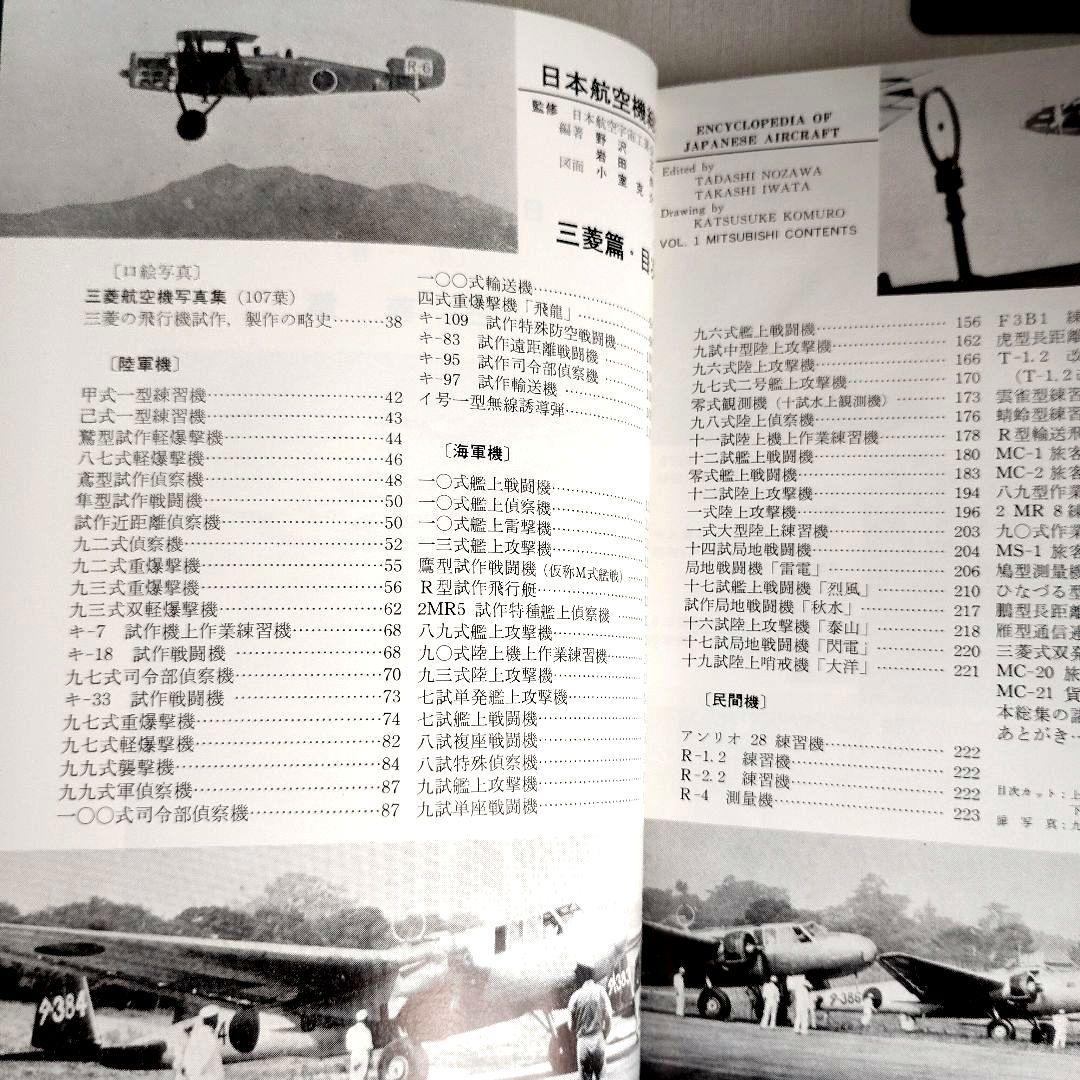 R-6
日本航空機総
監修 日本航空宇宙工業
編著 野沢
岩田
図面 小室克
三菱篇・目
〔口絵写真〕
三菱航空機写真集（107葉）
三菱の飛行機試作，製作の略史………38
〔陸軍機〕
甲式一型練習機………42
己式一型練習機………43
鷲型試作軽爆撃機………44
八七式軽爆撃機………46
鳶型試作偵察機………48
隼型試作戦闘機………50
試作近距離偵察機………50
九二式偵察機………52
九二式重爆撃機………55
九三式重爆撃機………56
九三式双軽爆撃機………62
キ-7 試作機上作業練習機………68
キ-18 試作戦闘機………68
九七式司令部偵察機………70
キ-33 試作戦闘機………73
九七式重爆撃機………74
九七式軽爆撃機………82
九九式襲撃機………84
九九式軍偵察機………87
一〇〇式司令部偵察機………87
一〇〇式輸送機………
四式重爆撃機「飛龍」………
キ-109 試作特殊防空戦闘機………
キ-83 試作遠距離戦闘機………
キ-95 試作司令部偵察機………
キ-97 試作輸送機………
イ号一型無線誘導弾………
〔海軍機〕
一〇式艦上戦闘機………
一〇式艦上偵察機………
一〇式艦上雷撃機………
一三式艦上攻撃機………
鷹型試作戦闘機（仮称M式艦戦）………
R型試作飛行艇………
2MR5 試作特種艦上偵察機………
八九式艦上攻撃機………
九〇式陸上機上作業練習機………
九三式陸上攻撃機………
七試単発艦上攻撃機………
七試艦上戦闘機………
八試複座戦闘機………
八試特殊偵察機………
九試艦上攻撃機………
九試単座戦闘機………
ENCYCLOPEDIA OF
JAPANESE AIRCRAFT
Edited by
TADASHI NOZAWA
TAKASHI IWATA
Drawing by
KATSUSUKE KOMURO
VOL. 1 MITSUBISHI CONTENTS
九六式艦上戦闘機………156
九試中型陸上攻撃機………162
九六式陸上攻撃機………166
九七式二号艦上攻撃機………170
零式観測機（十試水上観測機）………173
九八式陸上偵察機………176
十一試陸上機上作業練習機………178
十二試艦上戦闘機………180
零式艦上戦闘機………183
十二試陸上攻撃機………194
一式陸上攻撃機………196
一式大型陸上練習機………203
十四試局地戦闘機………204
局地戦闘機「雷電」………206
十七試艦上戦闘機「烈風」………210
試作局地戦闘機「秋水」………217
十六試陸上攻撃機「泰山」………218
十七試局地戦闘機「閃電」………220
十九試陸上哨戒機「大洋」………221
〔民間機〕
アンリオ 28 練習機………222
R-1.2 練習機………222
R-2.2 練習機………222
R-4 測量機………223
F3B1 練
虎型長距離
T-1.2 改
（T-1.2改
雲雀型練習
蜻蛉型練習
R型輸送飛
MC-1 旅客
MC-2 旅客
八九型作業
2 MR 8 練
九〇式作業
MS-1 旅客
鳩型測量機
ひなづる型
鵬型長距離
雁型通信通
三菱式双発
MC-20 旅
MC-21 貨
本総集の
あとがき…
目次カット：上
下
扉写真：九
タ-384
4
タ-383
タ-386